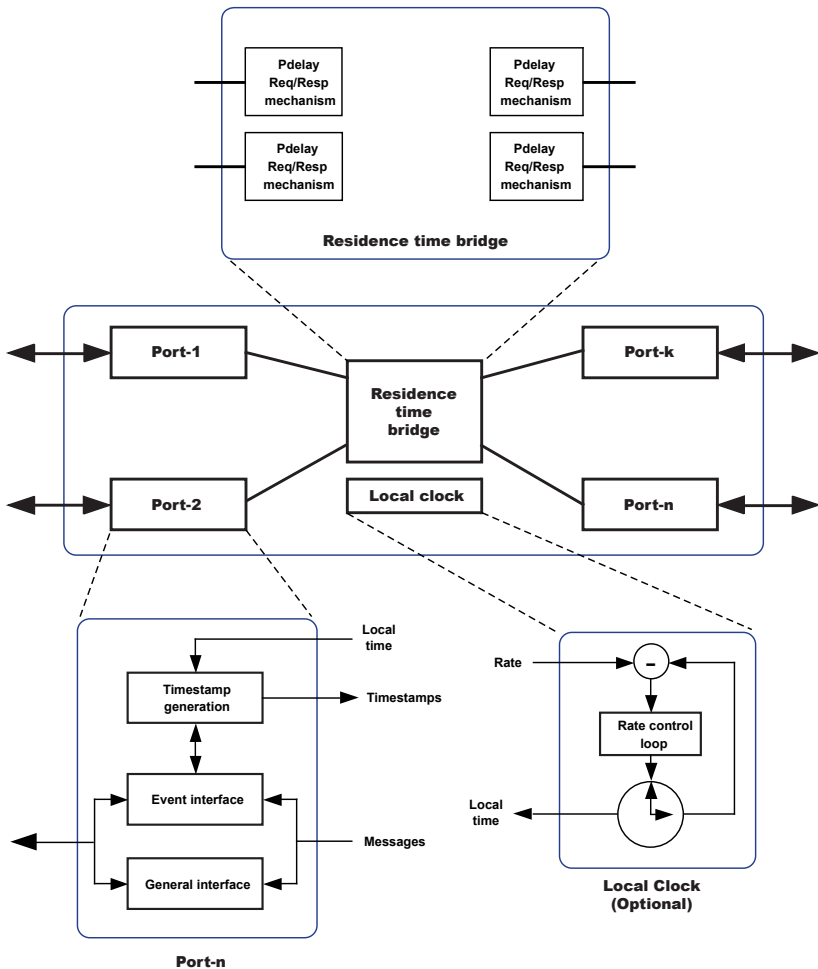 Pdelay
Req/Resp
mechanism
Pdelay
Req/Resp
mechanism
Pdelay
Req/Resp
mechanism
Pdelay
Req/Resp
mechanism
Residence time bridge
Port-1
Port-k
Residence
time
bridge
Port-2
Local clock
Port-n
Local
time
Timestamp
generation
Timestamps
Event interface
Messages
General interface
Port-n
Rate
–
Rate control
loop
Local
time
Local Clock
(Optional)